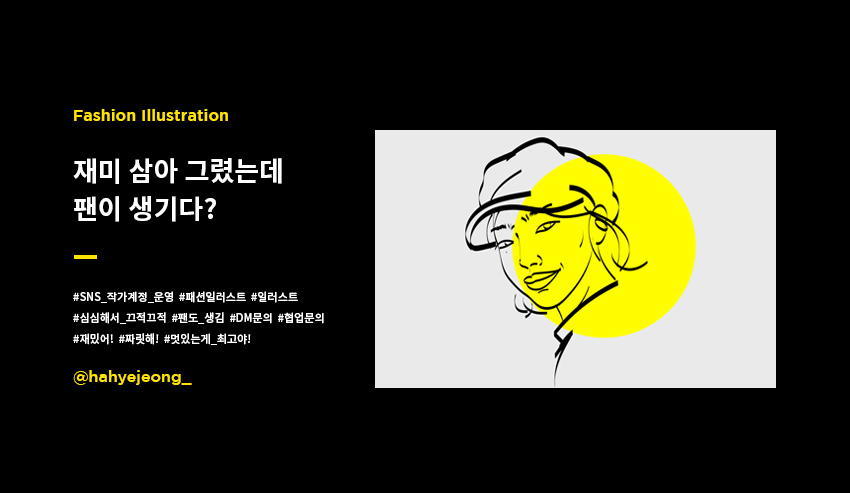 Fashion Illustration
재미 삼아 그렸는데
팬이 생기다?
#SNS_작가계정_운영 #패션일러스트 #일러스트
#심심해서_끄적끄적 #팬도_생김 #DM문의 #협업문의
#재밌어! #짜릿해! #멋있는게_최고야!
@hahyejeong_